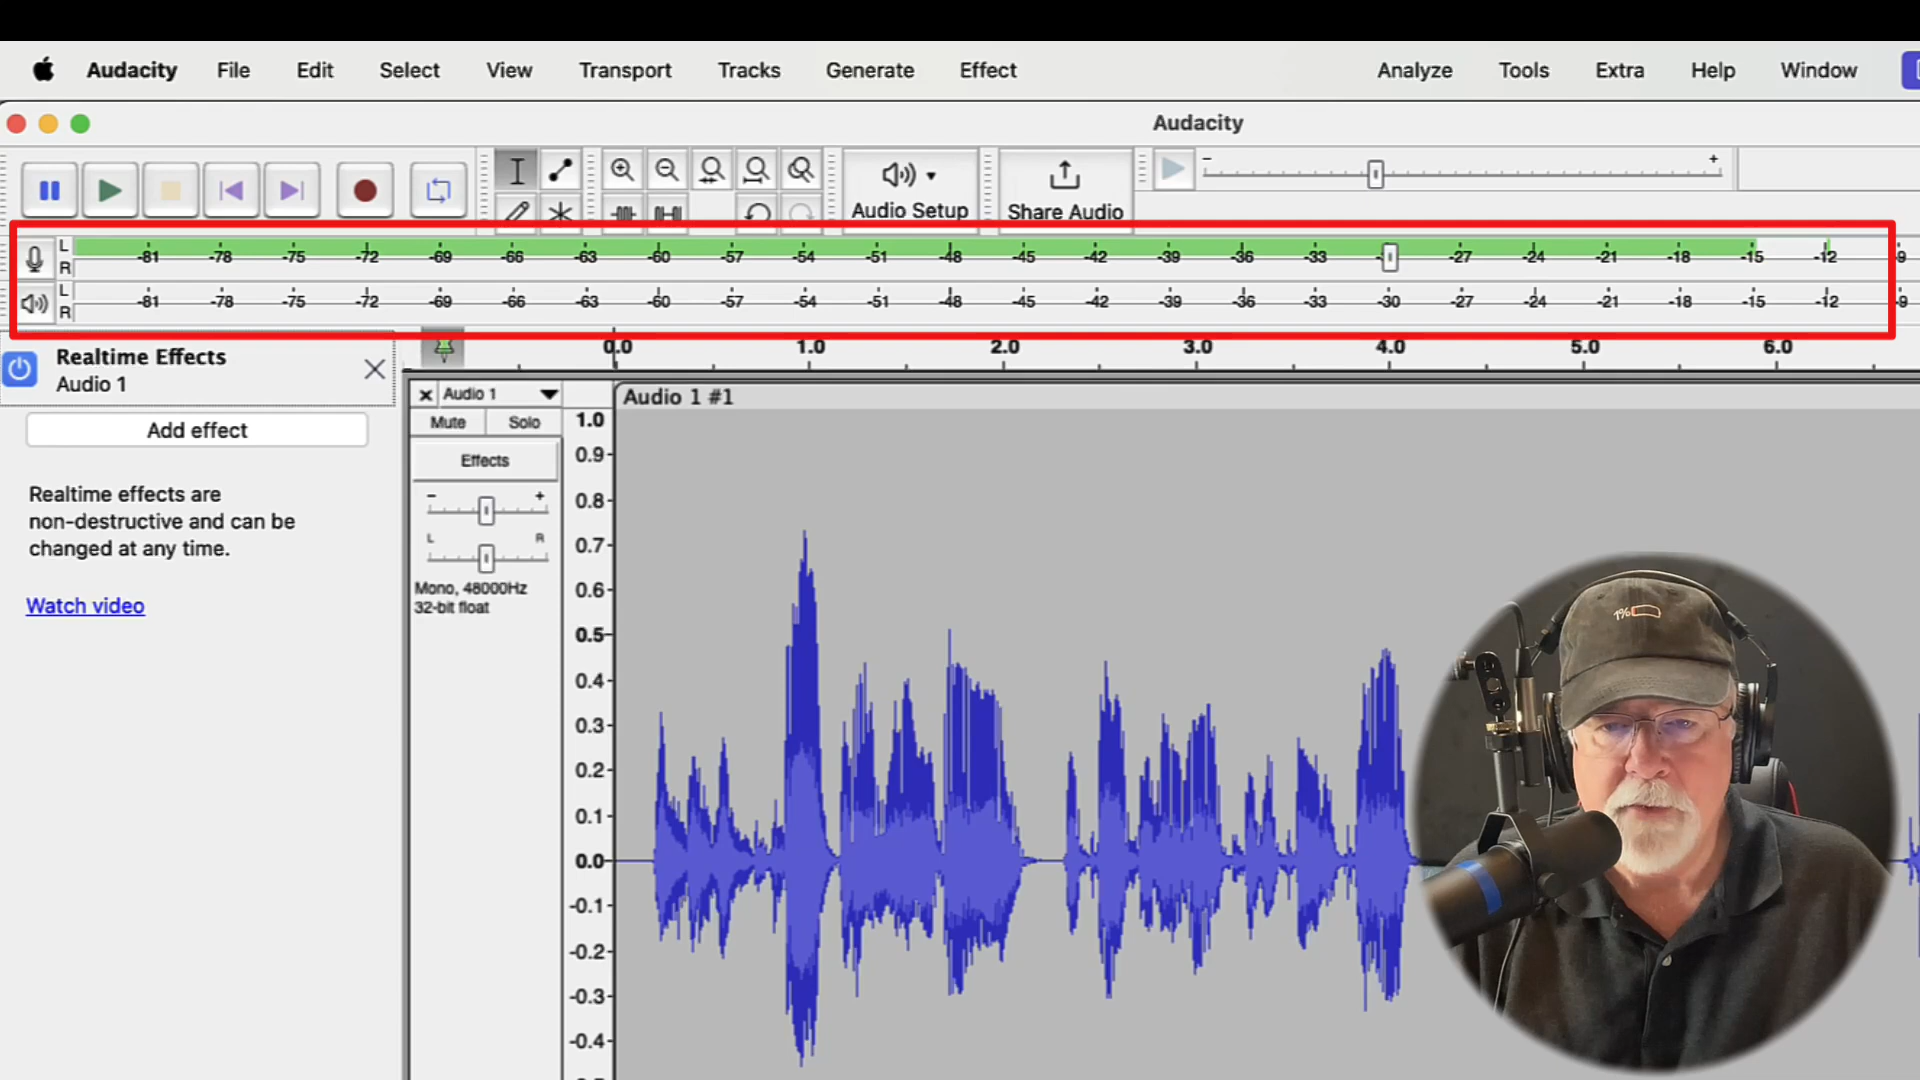 Audacity File Edit Select View Transport Tracks Generate Effect Analyze Tools Extra Help Window
Audacity
- +
Audio Setup Share Audio
L
R
-81 -78 -75 -72 -69 -66 -63 -60 -57 -54 -51 -48 -45 -42 -39 -36 -33 -27 -24 -21 -18 -15 -12 -9
L
R
-81 -78 -75 -72 -69 -66 -63 -60 -57 -54 -51 -48 -45 -42 -39 -36 -33 -30 -27 -24 -21 -18 -15 -12 -9
Realtime Effects
Audio 1
Add effect
Realtime effects are
non-destructive and can be
changed at any time.
Watch video
0.0 1.0 2.0 3.0 4.0 5.0 6.0
Audio 1
Mute Solo
Effects
- +
L R
Mono, 48000Hz
32-bit float
Audio 1 #1
1.0
0.9
0.8
0.7
0.6
0.5
0.4
0.3
0.2
0.1
0.0
-0.1
-0.2
-0.3
-0.4
1%